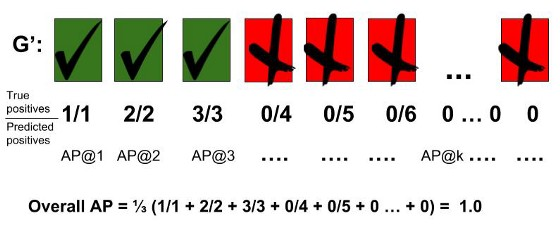 G’:
...
True positives
1/1 2/2 3/3 0/4 0/5 0/6 0 ... 0 0
Predicted positives
AP@1 AP@2 AP@3 .... .... .... AP@k .... ....
Overall AP = ⅓ (1/1 + 2/2 + 3/3 + 0/4 + 0/5 + 0 ... + 0) = 1.0